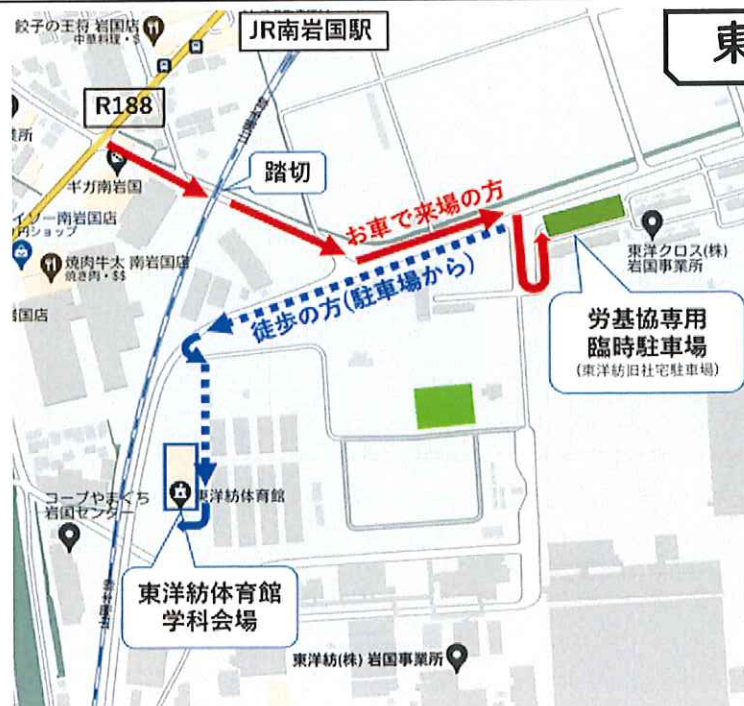 餃子の王将 岩国店
中華料理・$
JR南岩国駅
東
R188
業所
踏切
ギガ南岩国
イソー南岩国店
円ショップ
焼肉牛太 南岩国店
焼き肉・$$
国店
お車で来場の方
東洋クロス(株)
岩国事業所
徒歩の方(駐車場から)
労基協専用
臨時駐車場
(東洋紡旧社宅駐車場)
コープやまぐち
岩国センター
東洋紡体育館
東洋紡体育館
学科会場
東洋紡(株) 岩国事業所